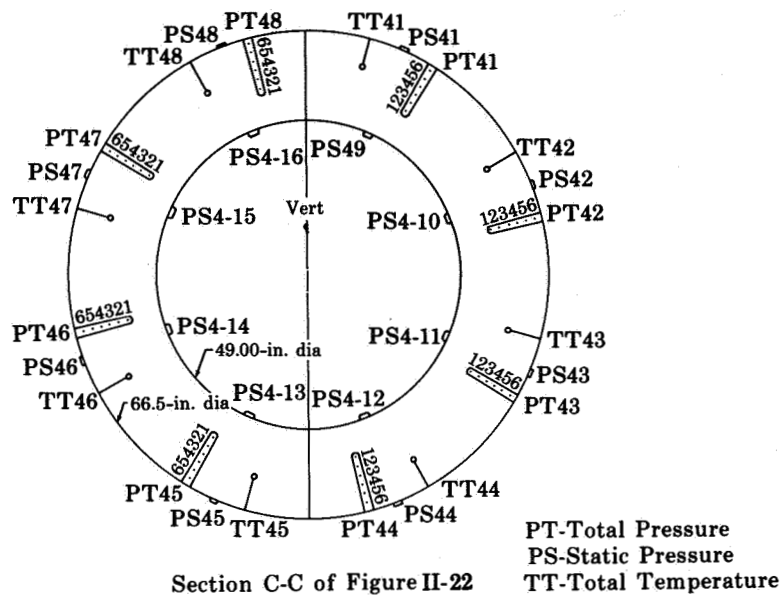 PT48
PS48
TT48
654321
TT41
PS41
PT41
123456
PT47
654321
PS47
TT47
PS4-16
PS49
TT42
PS42
123456
PT42
Vert
PS4-15
PS4-10
654321
PT46
PS46
TT46
PS4-14
PS4-11
49.00-in. dia
TT43
PS43
123456
PT43
PS4-13
PS4-12
66.5-in. dia
654321
PT45
PS45
TT45
123456
PT44
PS44
TT44
PT-Total Pressure
PS-Static Pressure
TT-Total Temperature
Section C-C of Figure II-22